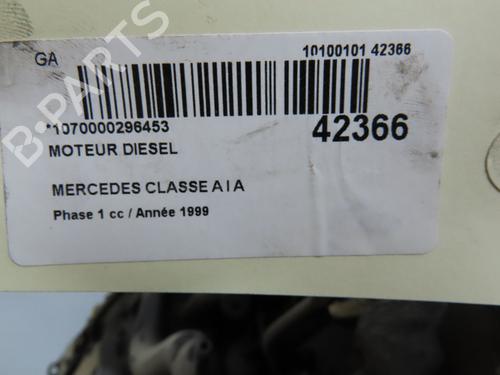 GA
10100101 42366
*1070000296453
42366
MOTEUR DIESEL
MERCEDES CLASSE A I A
Phase 1 cc / Année 1999
B-PARTS